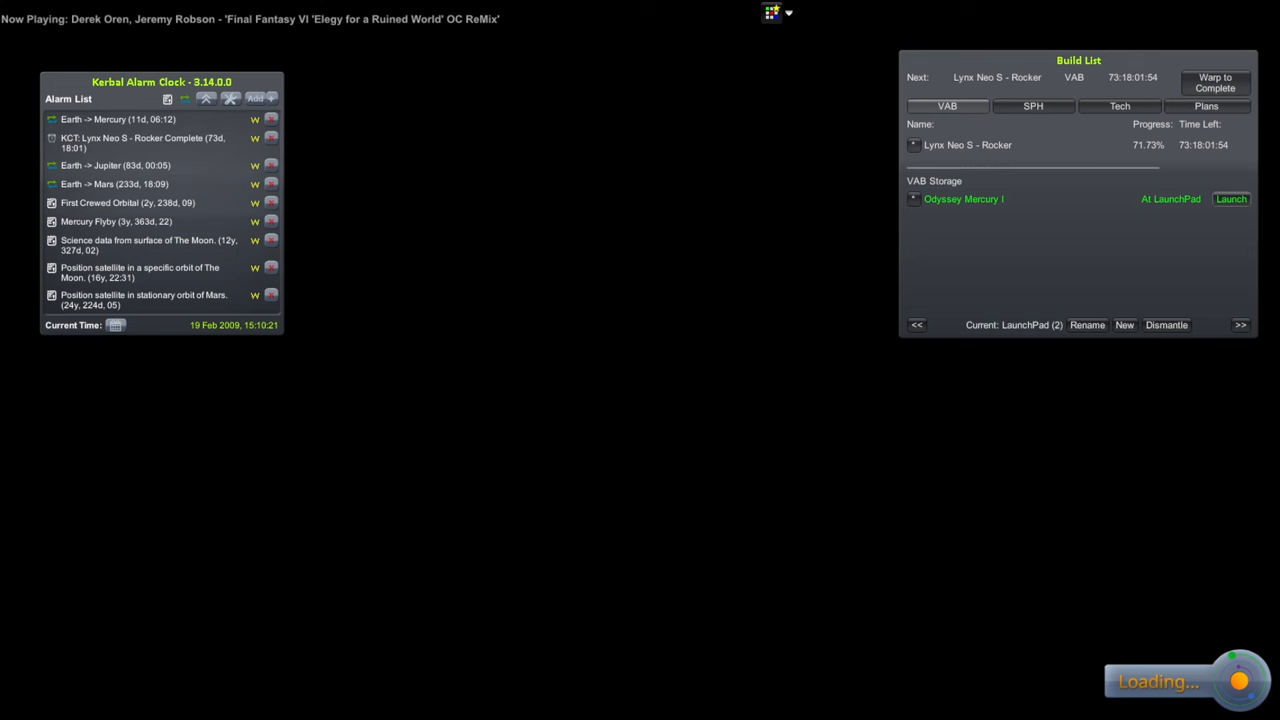 Now Playing: Derek Oren, Jeremy Robson - 'Final Fantasy VI 'Elegy for a Ruined World' OC ReMix'
Kerbal Alarm Clock - 3.14.0.0
Alarm List
Add +
Earth -> Mercury (11d, 06:12) W
KCT: Lynx Neo S - Rocker Complete (73d, W
18:01)
Earth -> Jupiter (83d, 00:05) W
Earth -> Mars (233d, 18:09) W
First Crewed Orbital (2y, 238d, 09) W
Mercury Flyby (3y, 363d, 22) W
Science data from surface of The Moon. (12y, W
327d, 02)
Position satellite in a specific orbit of The W
Moon. (16y, 22:31)
Position satellite in stationary orbit of Mars. W
(24y, 224d, 05)
Current Time: 19 Feb 2009, 15:10:21
Build List
Next: Lynx Neo S - Rocker VAB 73:18:01:54
Warp to
Complete
VAB SPH Tech Plans
Name: Progress: Time Left:
* Lynx Neo S - Rocker 71.73% 73:18:01:54
VAB Storage
* Odyssey Mercury I At LaunchPad Launch
<< Current: LaunchPad (2) Rename New Dismantle >>
Loading...